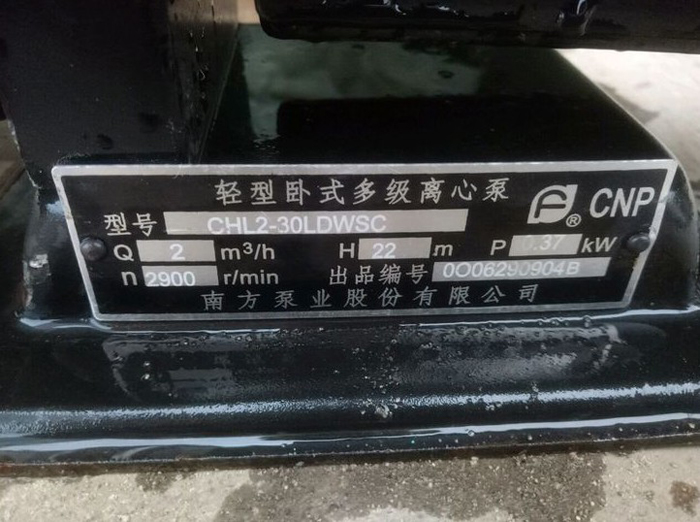 轻型卧式多级离心泵
® CNP
型号 CHL2-30LDWSC
Q 2 m³/h H 22 m P 0.37 kW
n 2900 r/min 出品编号 0O06290904B
南方泵业股份有限公司